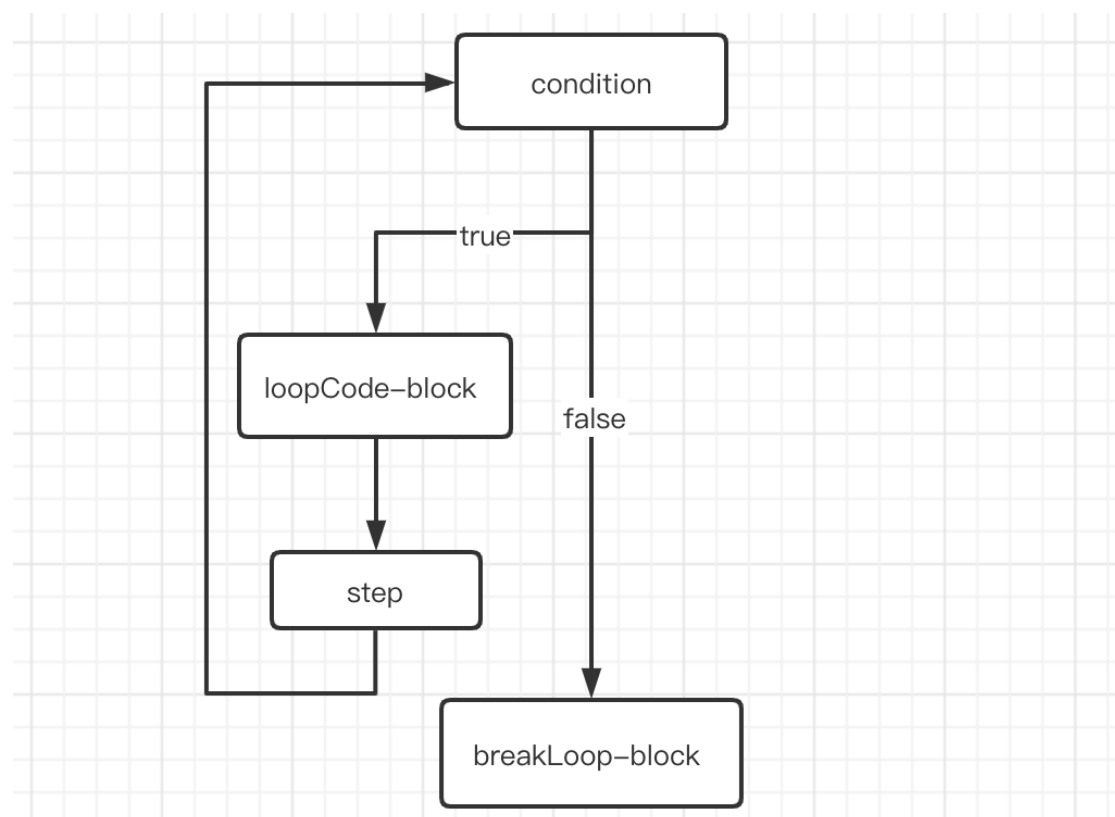 condition
true
loopCode-block
false
step
breakLoop-block